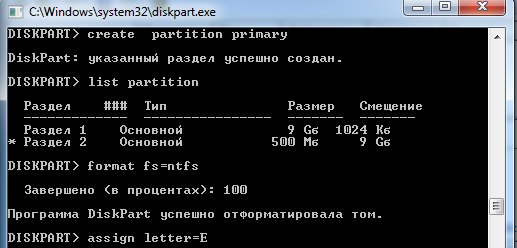 C:\Windows\system32\diskpart.exe
DISKPART> create partition primary
DiskPart: указанный раздел успешно создан.
DISKPART> list partition
Раздел ### Тип Размер Смещение
Раздел 1 Основной 9 Gб 1024 Кб
* Раздел 2 Основной 500 Мб 9 Gб
DISKPART> format fs=ntfs
Завершено (в процентах): 100
Программа DiskPart успешно отформатировала том.
DISKPART> assign letter=E